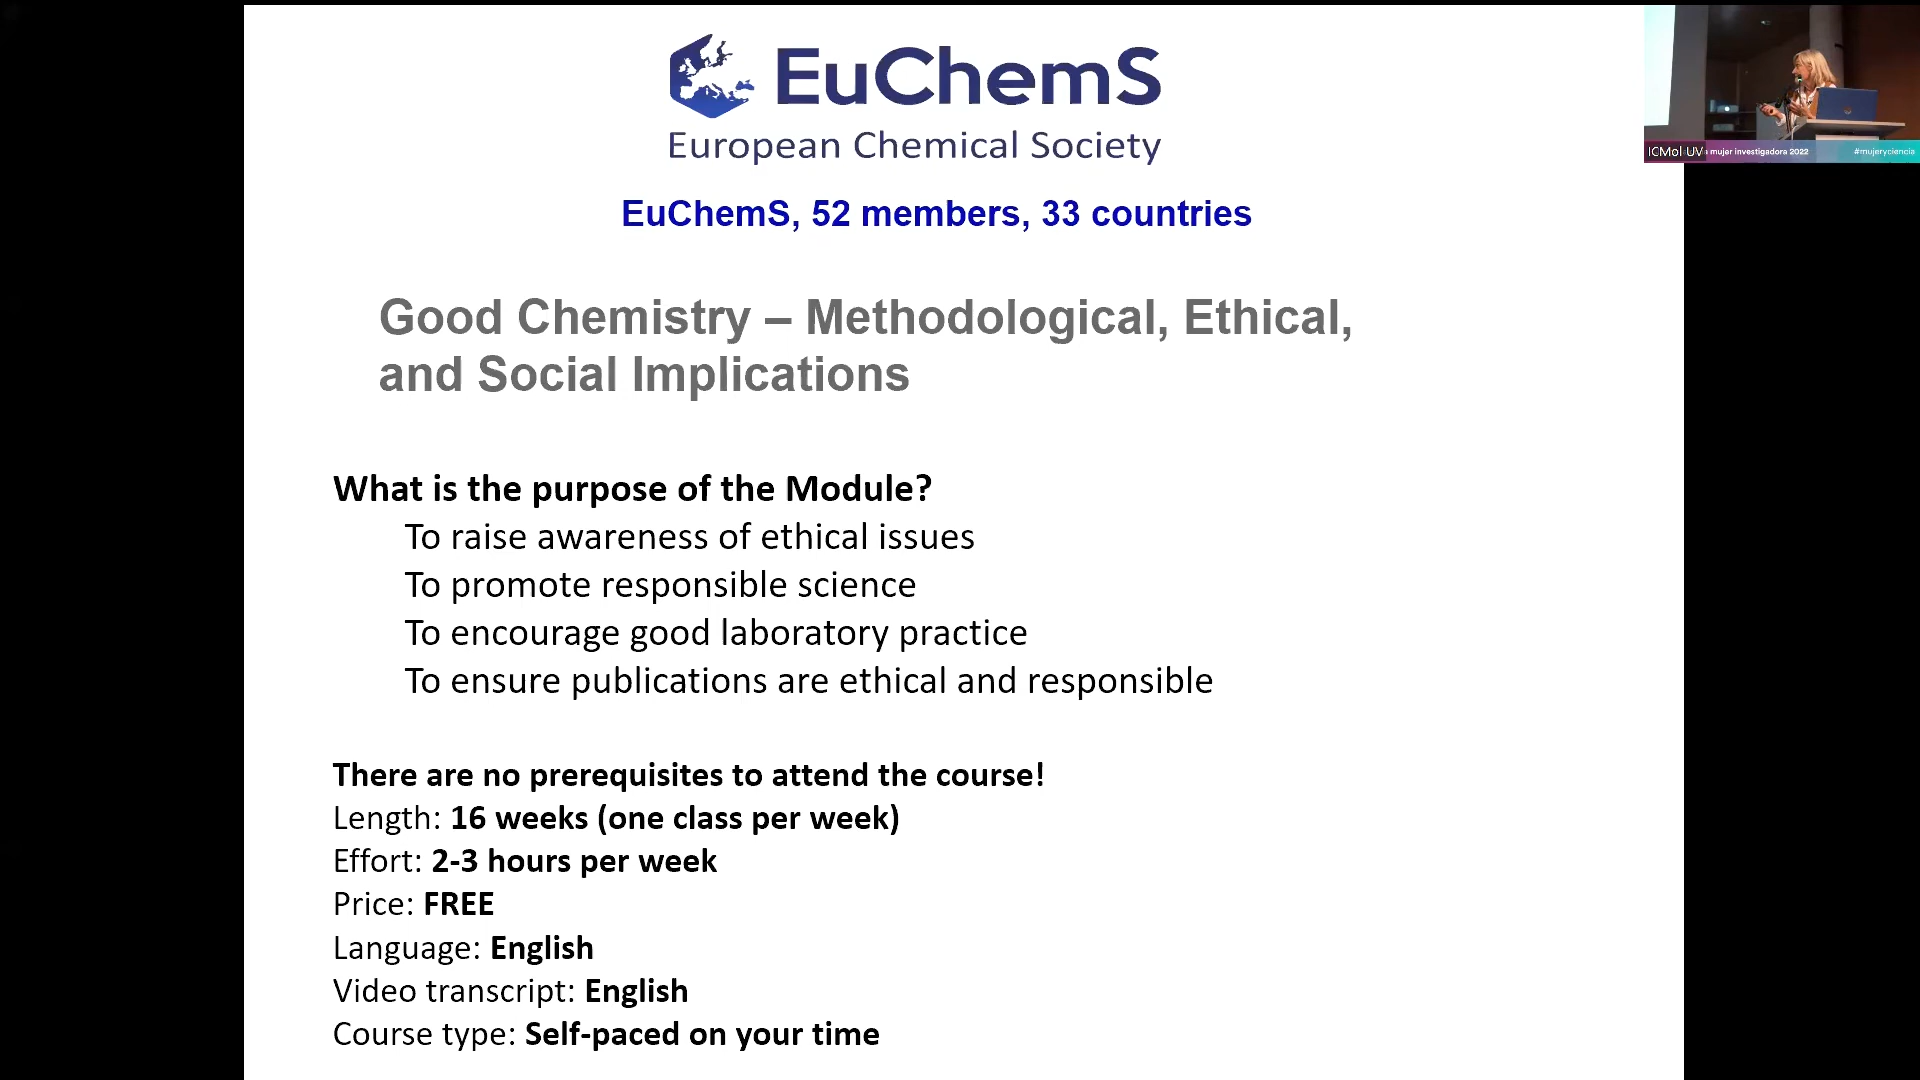 EuChemS
European Chemical Society
EuChemS, 52 members, 33 countries
Good Chemistry – Methodological, Ethical,
and Social Implications
What is the purpose of the Module?
To raise awareness of ethical issues
To promote responsible science
To encourage good laboratory practice
To ensure publications are ethical and responsible
There are no prerequisites to attend the course!
Length: 16 weeks (one class per week)
Effort: 2-3 hours per week
Price: FREE
Language: English
Video transcript: English
Course type: Self-paced on your time
ICMol UV
mujer investigadora 2022
#mujeryciencia